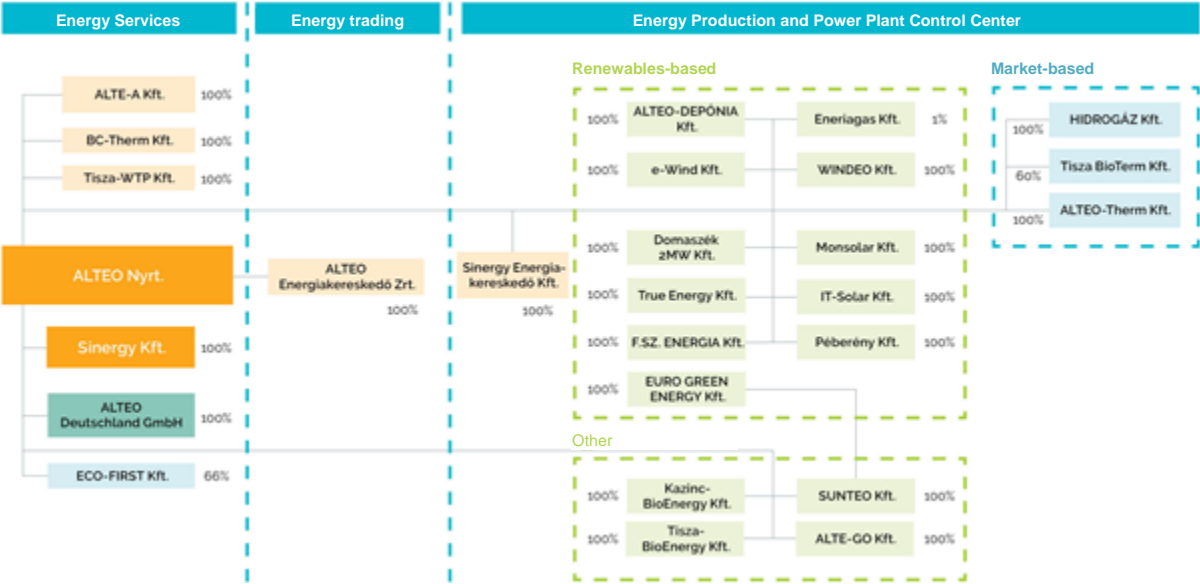 Energy Services
Energy trading
Energy Production and Power Plant Control Center
Renewables-based
Market-based
ALTE-A Kft.
100%
BC-Therm Kft.
100%
Tisza-WTP Kft.
100%
ALTEO Nyrt.
Sinergy Kft.
100%
ALTEO
Deutschland GmbH
100%
ECO-FIRST Kft.
66%
ALTEO
Energiakereskedő Zrt.
100%
Sinergy Energia-
kereskedő Kft.
100%
100%
ALTEO-DEPÓNIA
Kft.
Eneriagas Kft.
1%
100%
e-Wind Kft.
WINDEO Kft.
100%
100%
Domaszék
2MW Kft.
Monsolar Kft.
100%
100%
True Energy Kft.
IT-Solar Kft.
100%
100%
F.SZ. ENERGIA Kft.
Péberény Kft.
100%
100%
EURO GREEN
ENERGY Kft.
Other
100%
Kazinc-
BioEnergy Kft.
SUNTEO Kft.
100%
100%
Tisza-
BioEnergy Kft.
ALTE-GO Kft.
100%
100%
HIDROGÁZ Kft.
60%
Tisza BioTerm Kft.
100%
ALTEO-Therm Kft.